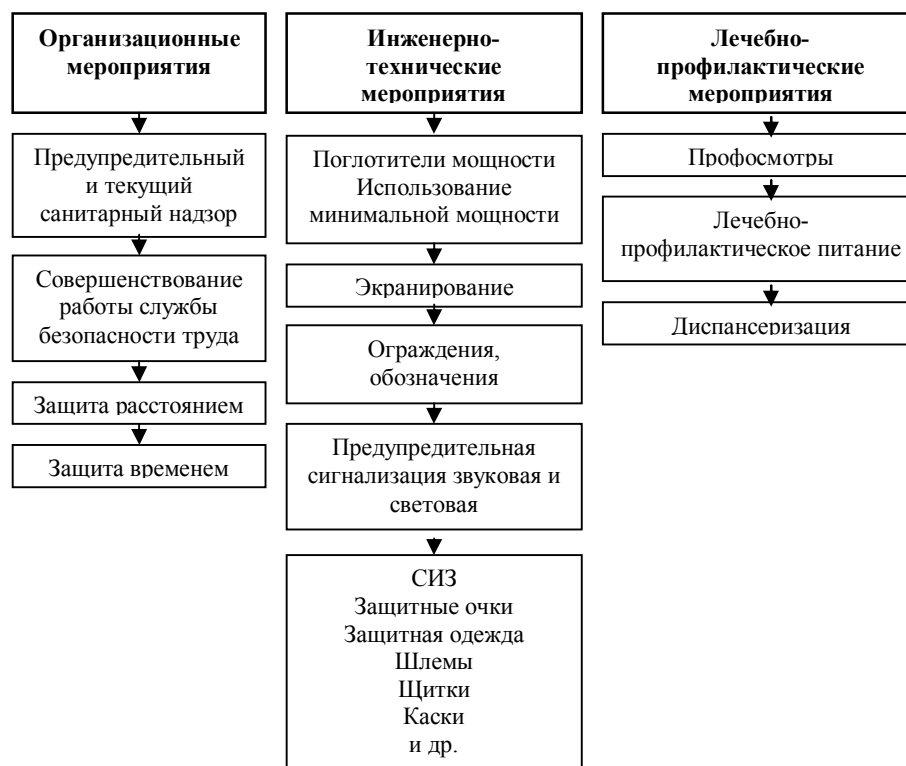 Организационные
мероприятия
Предупредительный
и текущий
санитарный надзор
Совершенствование
работы службы
безопасности труда
Защита расстоянием
Защита временем
Инженерно-
технические
мероприятия
Поглотители мощности
Использование
минимальной мощности
Экранирование
Ограждения,
обозначения
Предупредительная
сигнализация звуковая и
световая
СИЗ
Защитные очки
Защитная одежда
Шлемы
Щитки
Каски
и др.
Лечебно-
профилактические
мероприятия
Профосмотры
Лечебно-
профилактическое питание
Диспансеризация